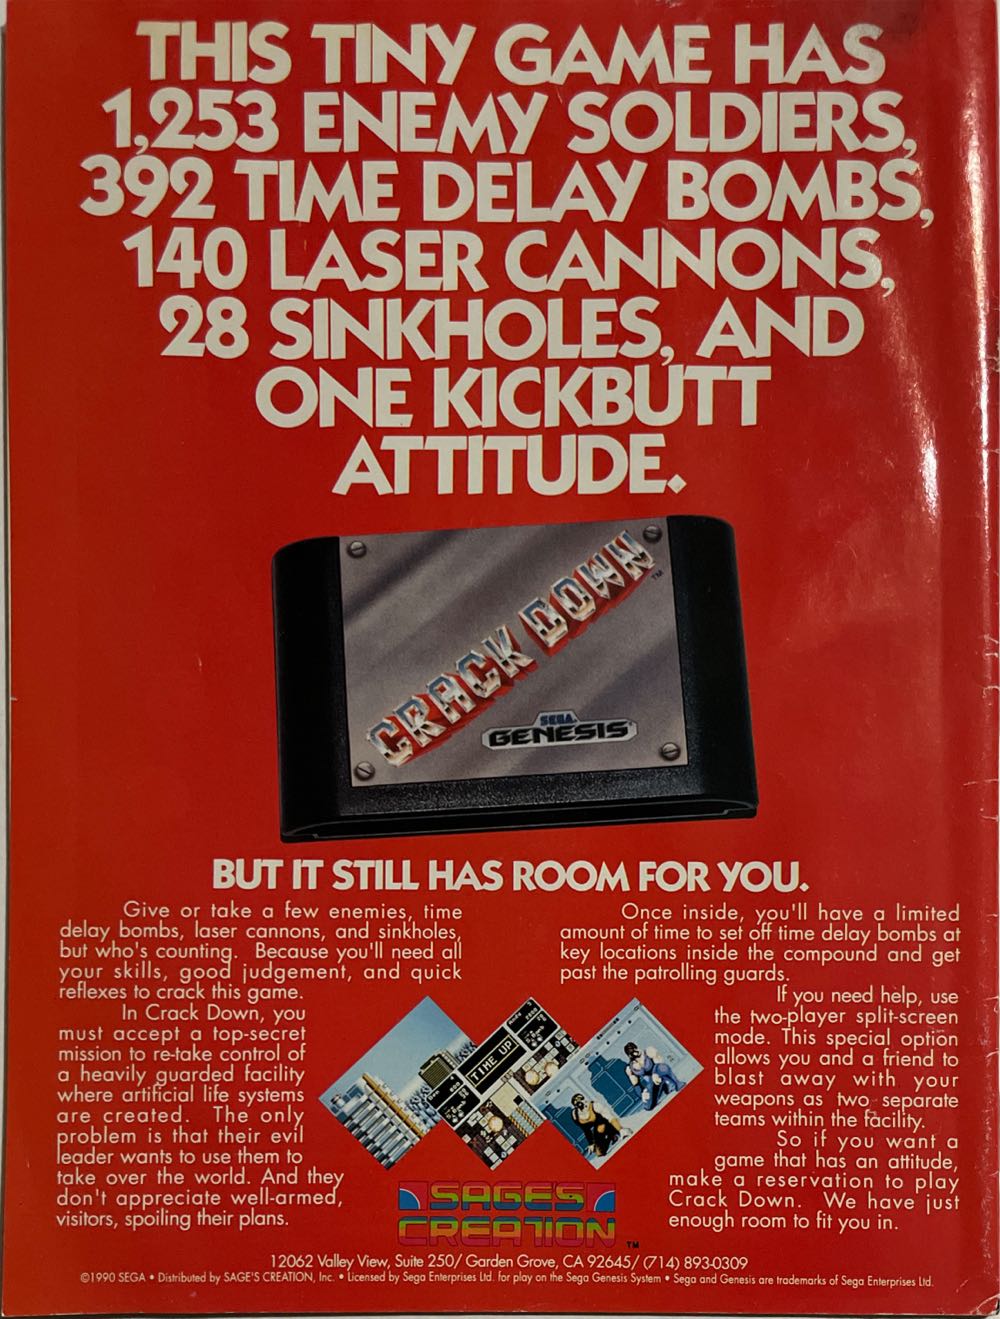 THIS TINY GAME HAS
1,253 ENEMY SOLDIERS,
392 TIME DELAY BOMBS,
140 LASER CANNONS,
28 SINKHOLES, AND
ONE KICKBUTT
ATTITUDE.
CRACK DOWN™
SEGA
GENESIS
BUT IT STILL HAS ROOM FOR YOU.
Give or take a few enemies, time
delay bombs, laser cannons, and sinkholes,
but who's counting. Because you'll need all
your skills, good judgement, and quick
reflexes to crack this game.
In Crack Down, you
must accept a top-secret
mission to re-take control of
a heavily guarded facility
where artificial life systems
are created. The only
problem is that their evil
leader wants to use them to
take over the world. And they
don't appreciate well-armed,
visitors, spoiling their plans.
Once inside, you'll have a limited
amount of time to set off time delay bombs at
key locations inside the compound and get
past the patrolling guards.
If you need help, use
the two-player split-screen
mode. This special option
allows you and a friend to
blast away with your
weapons as two separate
teams within the facility.
So if you want a
game that has an attitude,
make a reservation to play
Crack Down. We have just
enough room to fit you in.
TIME UP
SAGE'S
CREATION™
12062 Valley View, Suite 250/ Garden Grove, CA 92645/ (714) 893-0309
©1990 SEGA • Distributed by SAGE'S CREATION, Inc. • Licensed by Sega Enterprises Ltd. for play on the Sega Genesis System • Sega and Genesis are trademarks of Sega Enterprises Ltd.